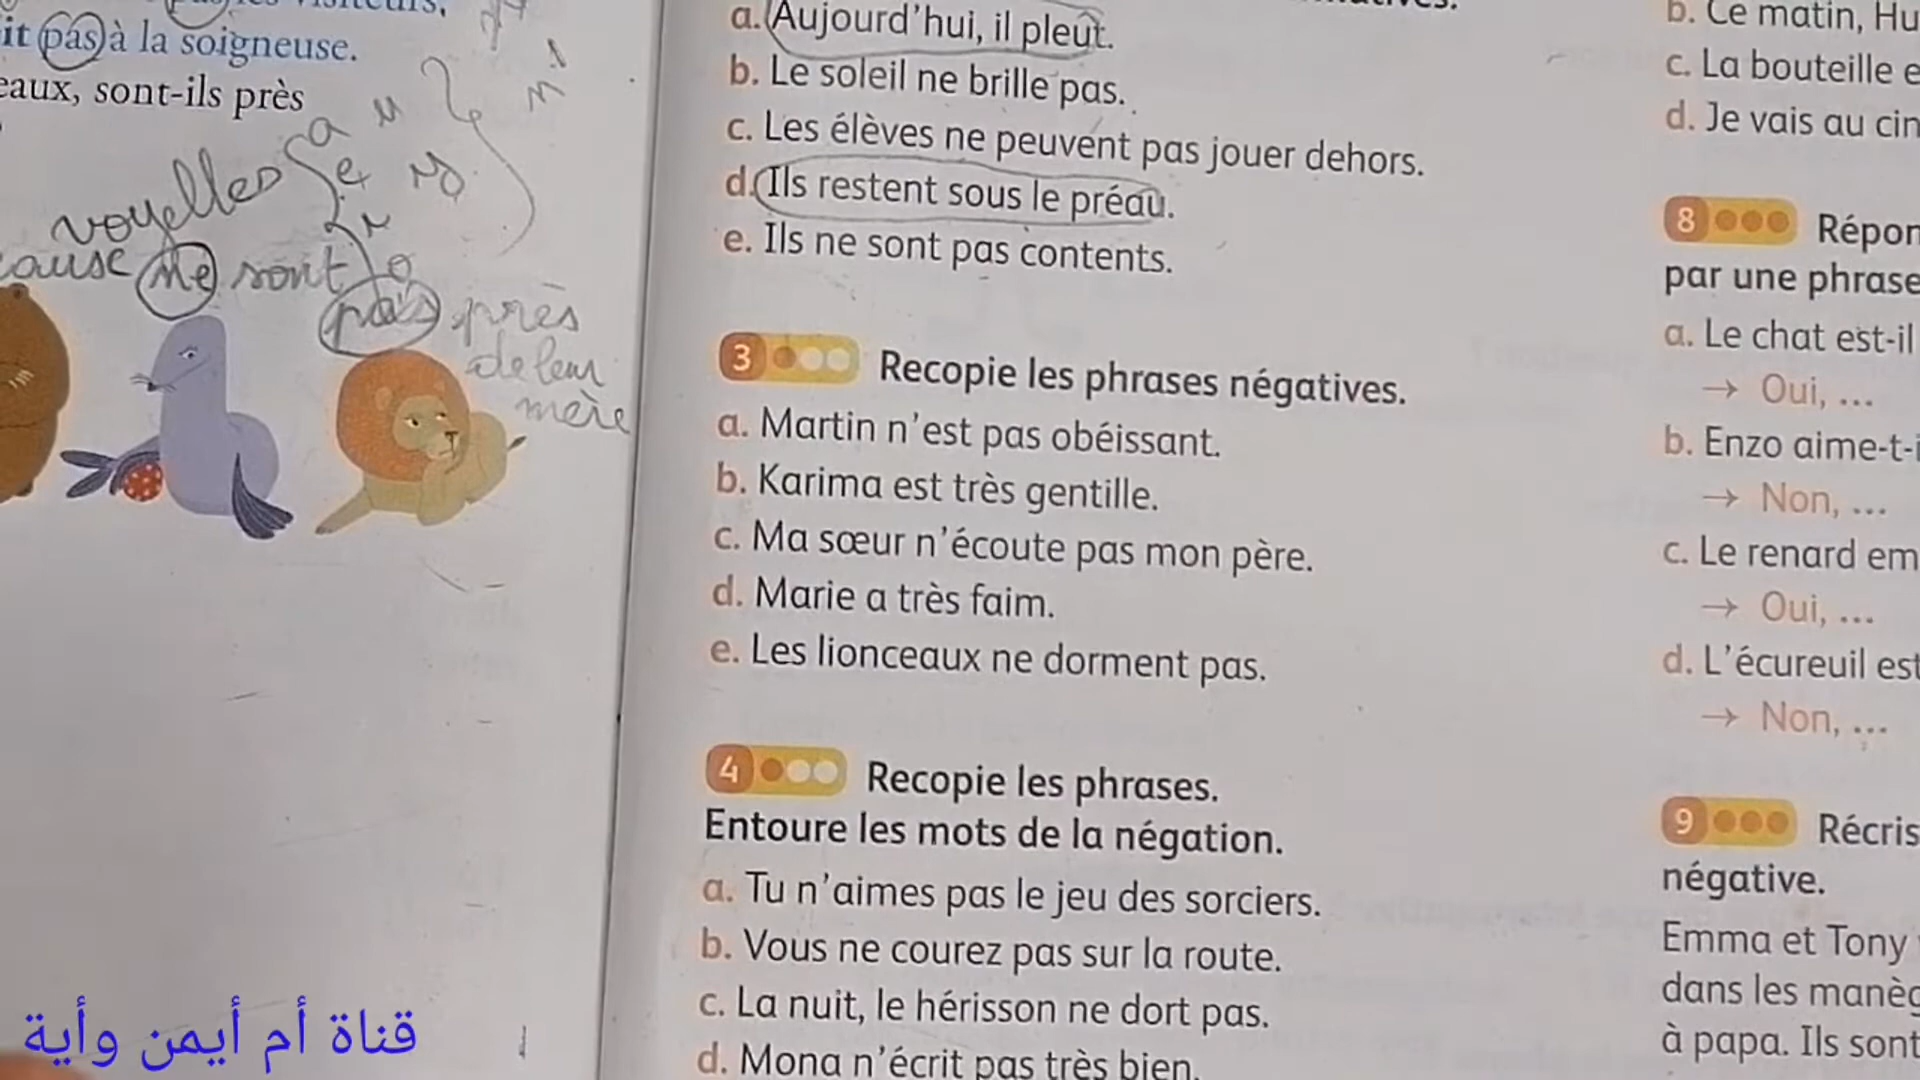 it pas à la soigneuse.
eaux, sont-ils près
voyelles a e i o u y
n'
ne sont
pas près
de leur
mère
a. Aujourd'hui, il pleut.
b. Le soleil ne brille pas.
c. Les élèves ne peuvent pas jouer dehors.
d. Ils restent sous le préau.
e. Ils ne sont pas contents.
3 Recopie les phrases négatives.
a. Martin n'est pas obéissant.
b. Karima est très gentille.
c. Ma sœur n'écoute pas mon père.
d. Marie a très faim.
e. Les lionceaux ne dorment pas.
4 Recopie les phrases.
Entoure les mots de la négation.
a. Tu n'aimes pas le jeu des sorciers.
b. Vous ne courez pas sur la route.
c. La nuit, le hérisson ne dort pas.
d. Mona n'écrit pas très bien.
b. Ce matin, Hu
c. La bouteille e
d. Je vais au cin
8 Répon
par une phrase
a. Le chat est-il
→ Oui, ...
b. Enzo aime-t-i
→ Non, ...
c. Le renard em
→ Oui, ...
d. L'écureuil est
→ Non, ...
9 Récris
négative.
Emma et Tony
dans les manèg
à papa. Ils sont
قناة أم أيمن وأية